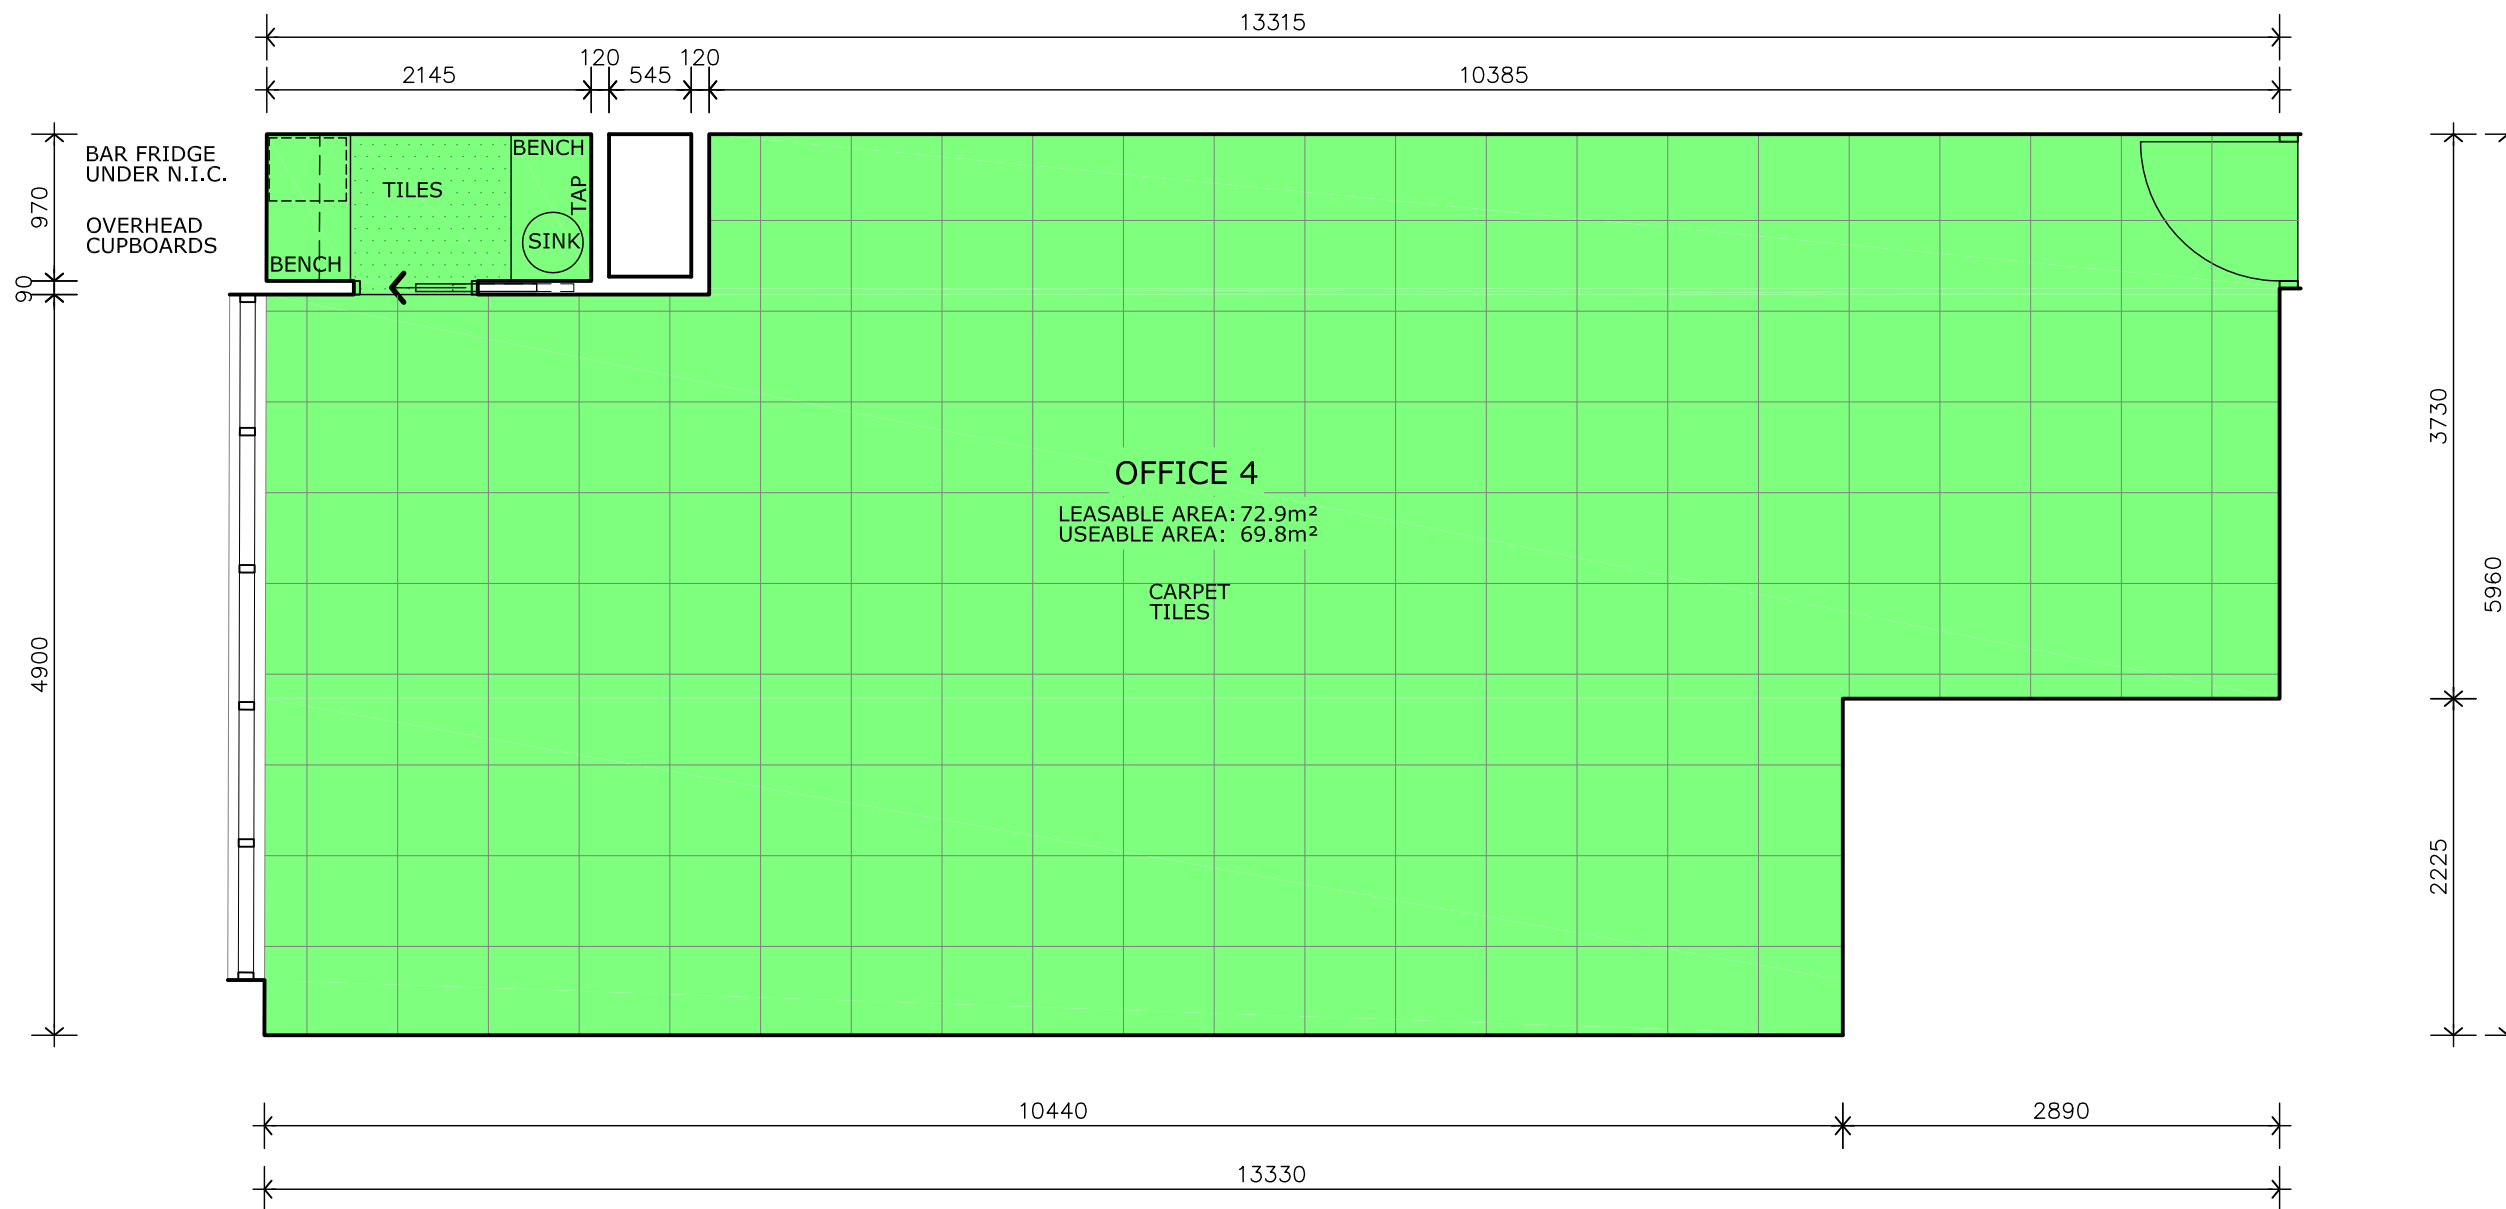 13315
120
120
2145
545
10385
BAR FRIDGE
UNDER N.I.C.
OVERHEAD
CUPBOARDS
BENCH
TILES
TAP
SINK
BENCH
970
90
4900
3730
5960
2225
OFFICE 4
LEASABLE AREA: 72.9m²
USEABLE AREA: 69.8m²
CARPET
TILES
10440
2890
13330